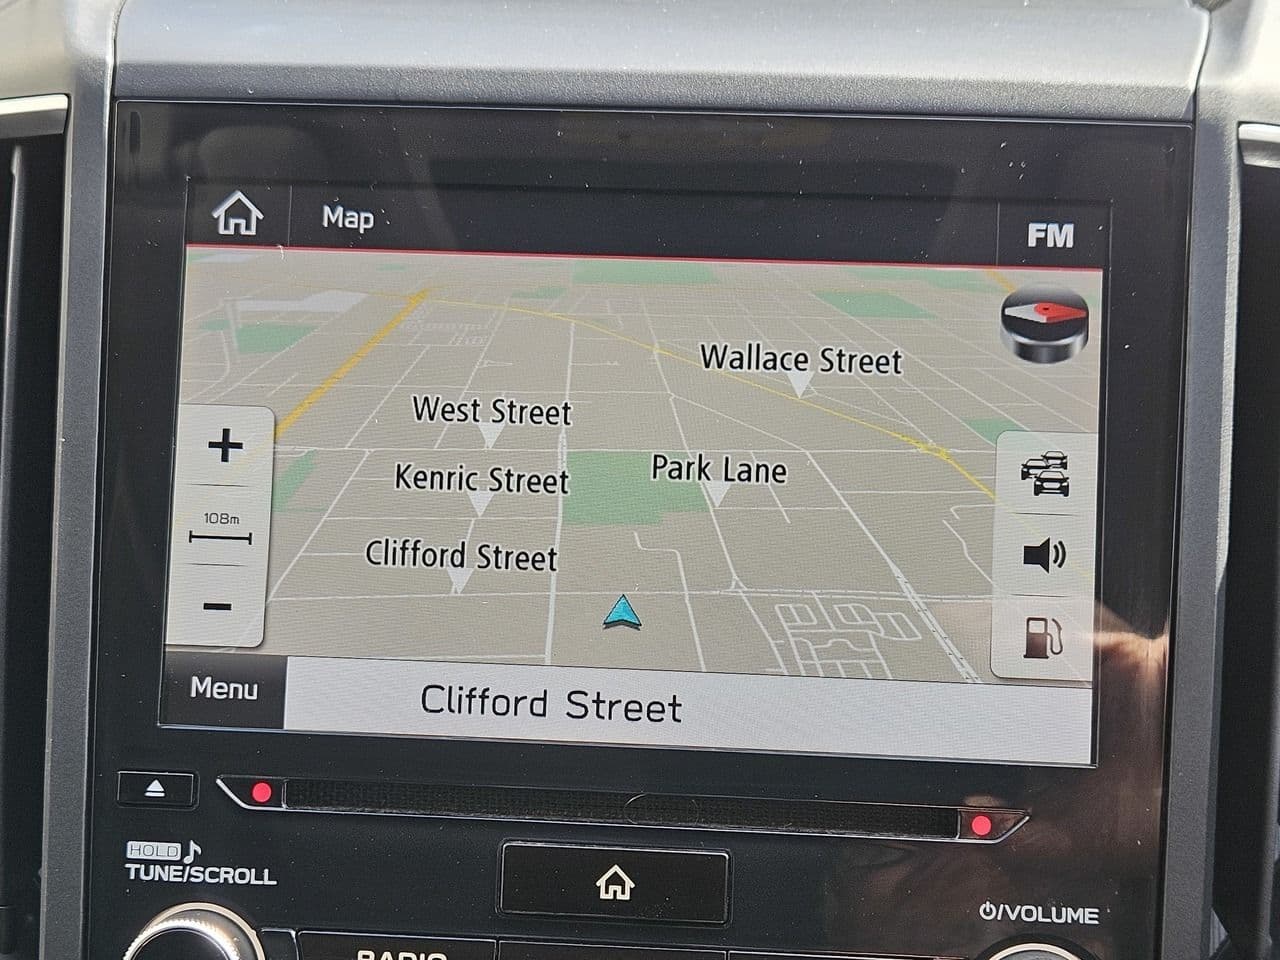 Map
FM
Wallace Street
West Street
Park Lane
Kenric Street
+
108m
Clifford Street
-
Menu
Clifford Street
HOLD
TUNE/SCROLL
/VOLUME
RADIO